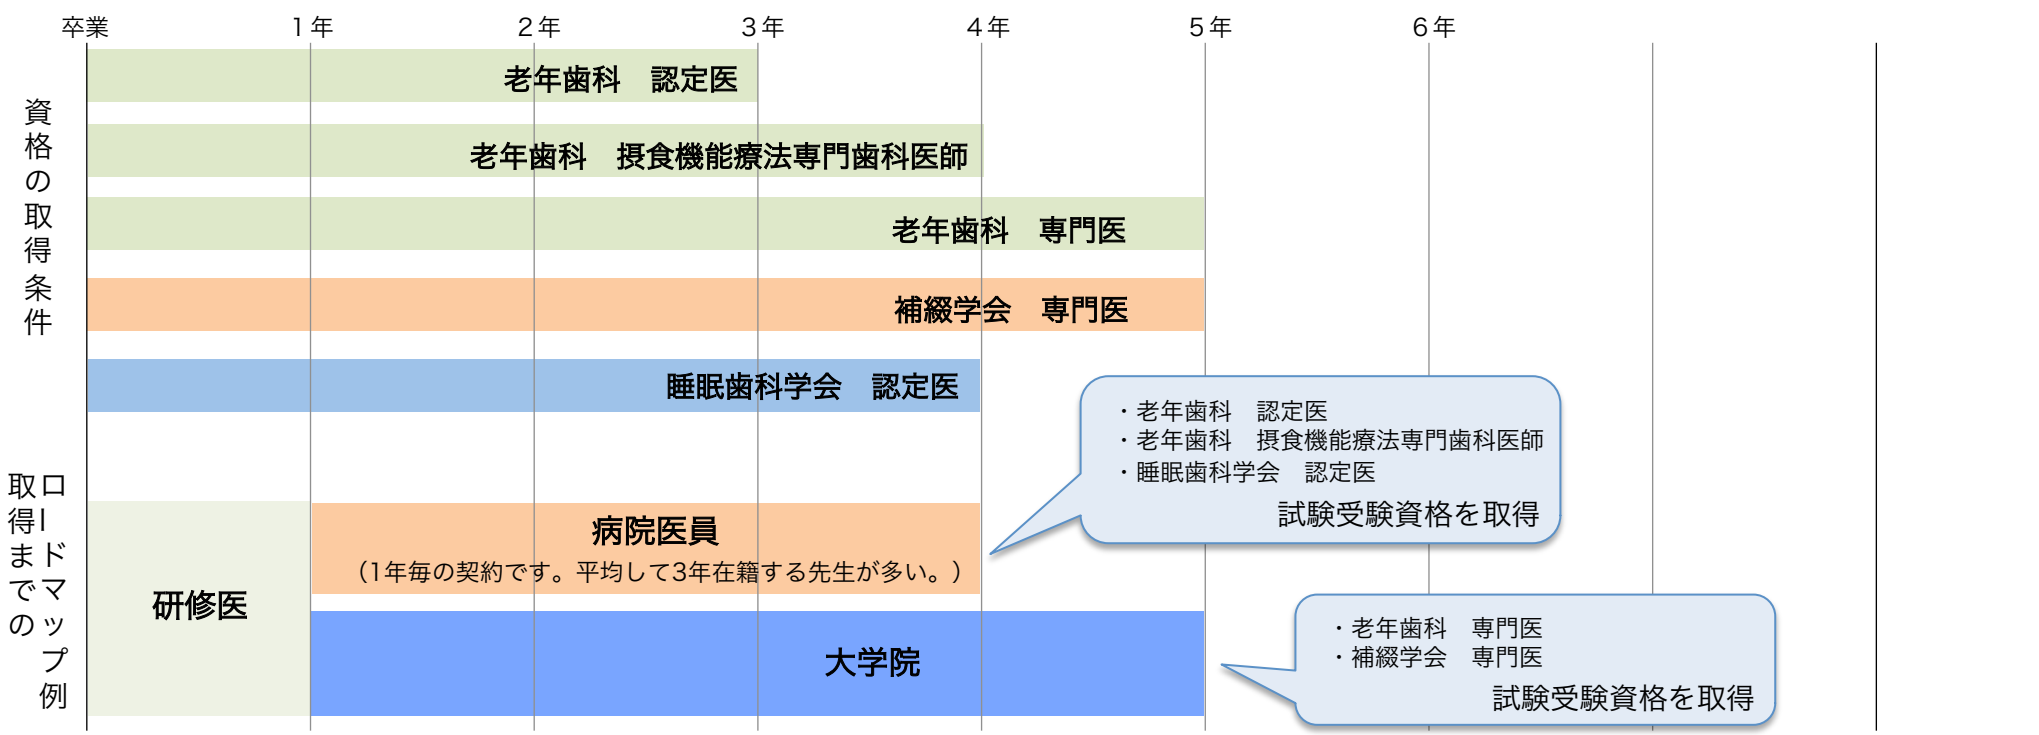 卒業 1年 2年 3年 4年 5年 6年
資格の取得条件
老年歯科　認定医
老年歯科　摂食機能療法専門歯科医師
老年歯科　専門医
補綴学会　専門医
睡眠歯科学会　認定医
取得までの
ロードマップ例
研修医
病院医員
（1年毎の契約です。平均して3年在籍する先生が多い。）
大学院
・老年歯科　認定医
・老年歯科　摂食機能療法専門歯科医師
・睡眠歯科学会　認定医
試験受験資格を取得
・老年歯科　専門医
・補綴学会　専門医
試験受験資格を取得